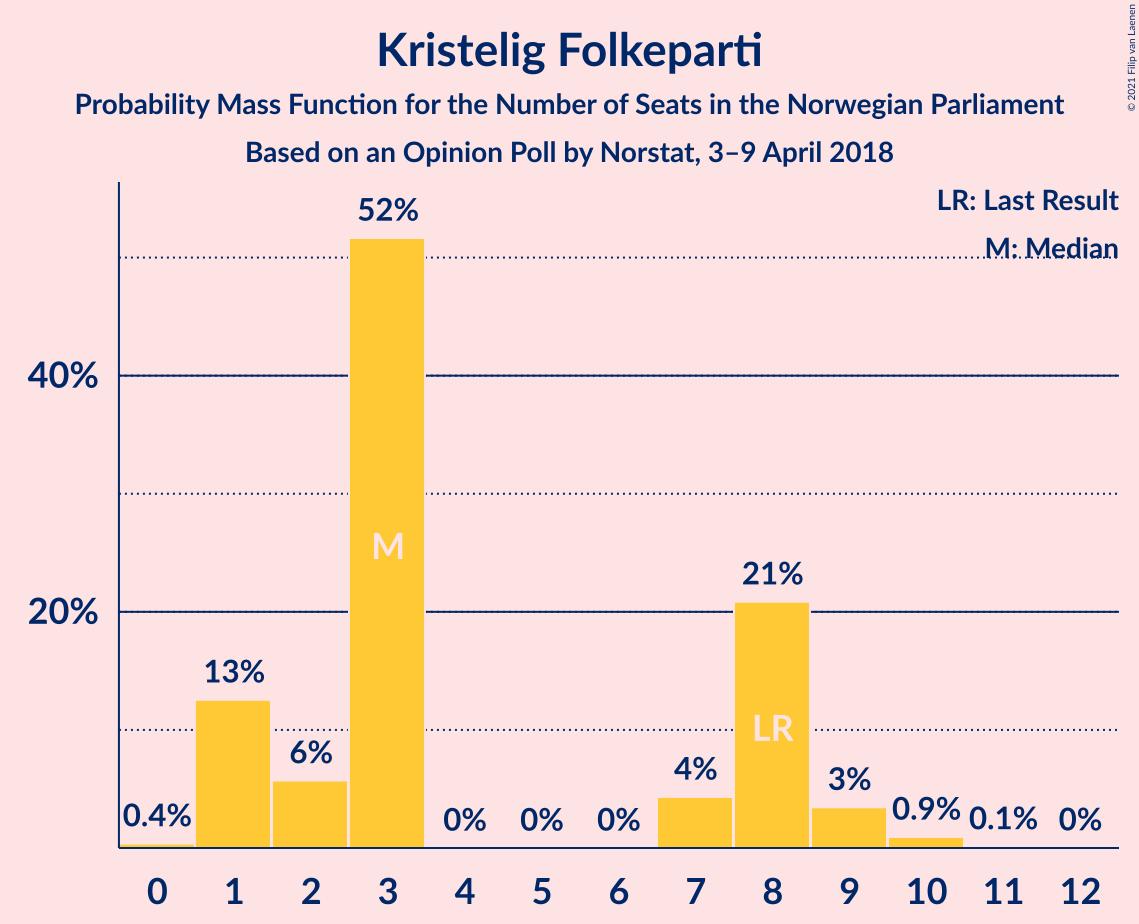 © 2021 Filip van Laenen
Kristelig Folkeparti
Probability Mass Function for the Number of Seats in the Norwegian Parliament
Based on an Opinion Poll by Norstat, 3–9 April 2018
LR: Last Result
M: Median
52%
40%
M
21%
20%
13%
LR
6%
4%
3%
0.4%
0% 0% 0%
0.9% 0.1% 0%
0 1 2 3 4 5 6 7 8 9 10 11 12